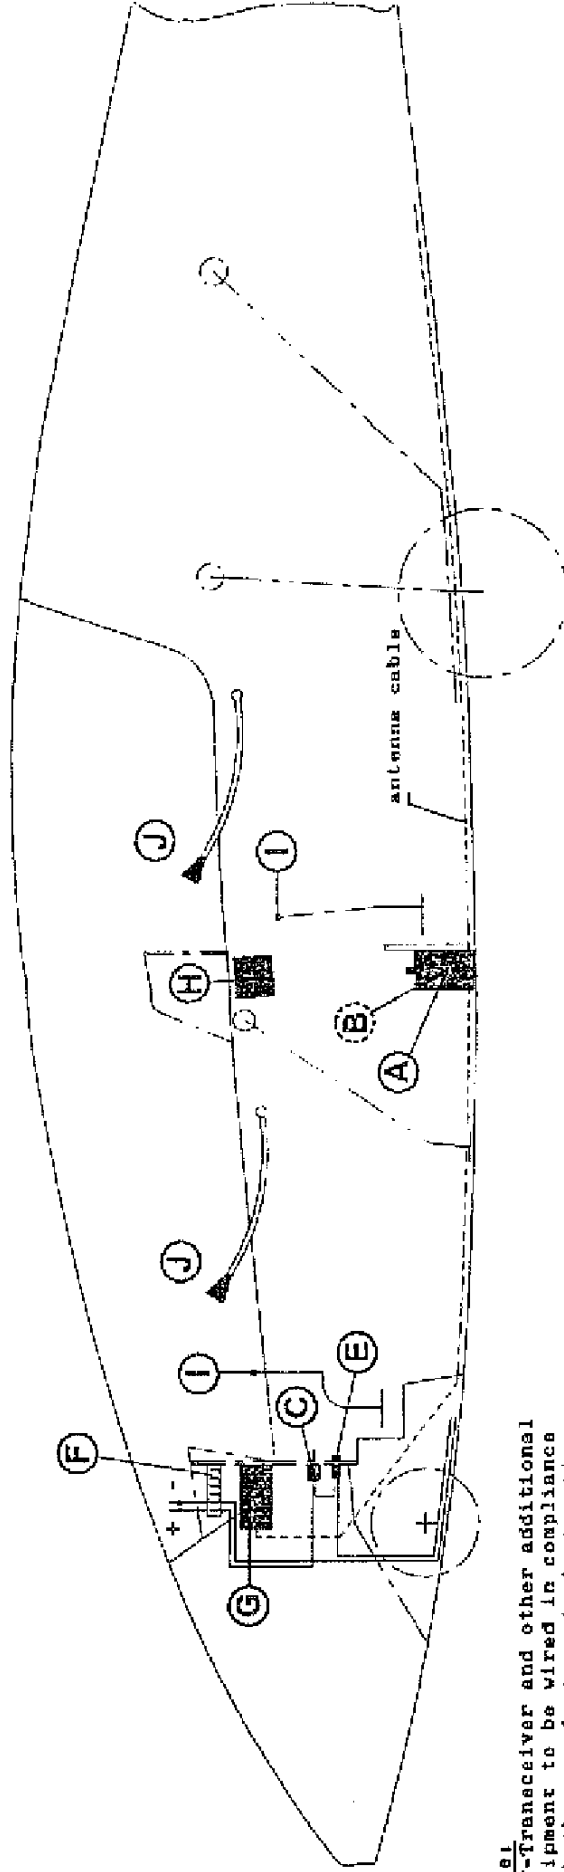 F
+ -
G
I
C
E
J
H
B
A
J
I
antenna cable
-Transceiver and other additional
ipment to be wired in compliance